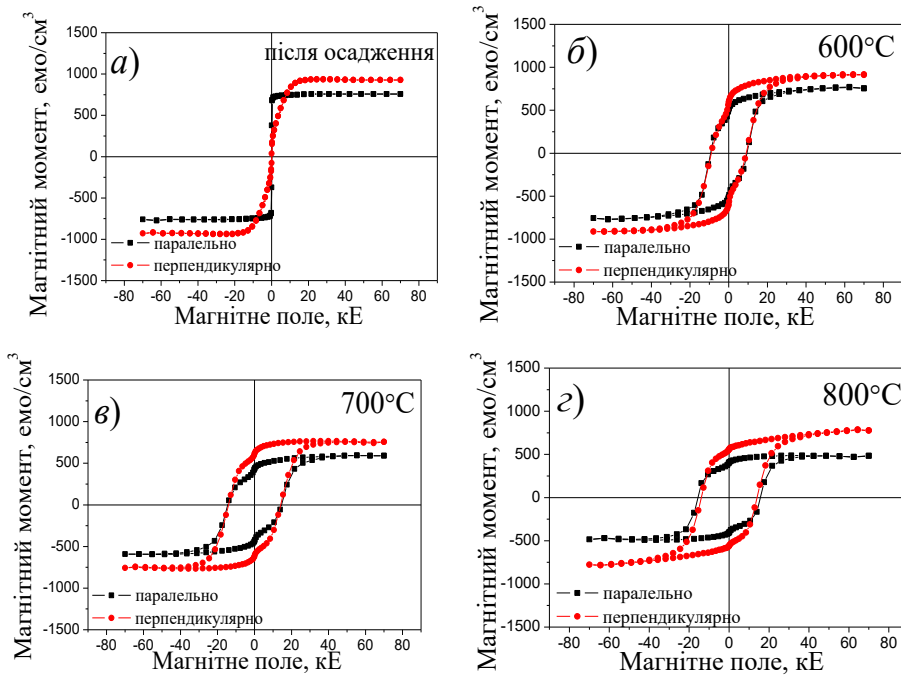 а)
після осадження
Магнітний момент, емо/см³
1500
1000
500
0
-500
-1000
-1500
паралельно
перпендикулярно
-80 -60 -40 -20 0 20 40 60 80
Магнітне поле, кЕ
б)
600°C
Магнітний момент, емо/см³
1500
1000
500
0
-500
-1000
-1500
паралельно
перпендикулярно
-80 -60 -40 -20 0 20 40 60 80
Магнітне поле, кЕ
в)
700°C
Магнітний момент, емо/см³
1500
1000
500
0
-500
-1000
-1500
паралельно
перпендикулярно
-80 -60 -40 -20 0 20 40 60 80
Магнітне поле, кЕ
г)
800°C
Магнітний момент, емо/см³
1500
1000
500
0
-500
-1000
-1500
паралельно
перпендикулярно
-80 -60 -40 -20 0 20 40 60 80
Магнітне поле, кЕ